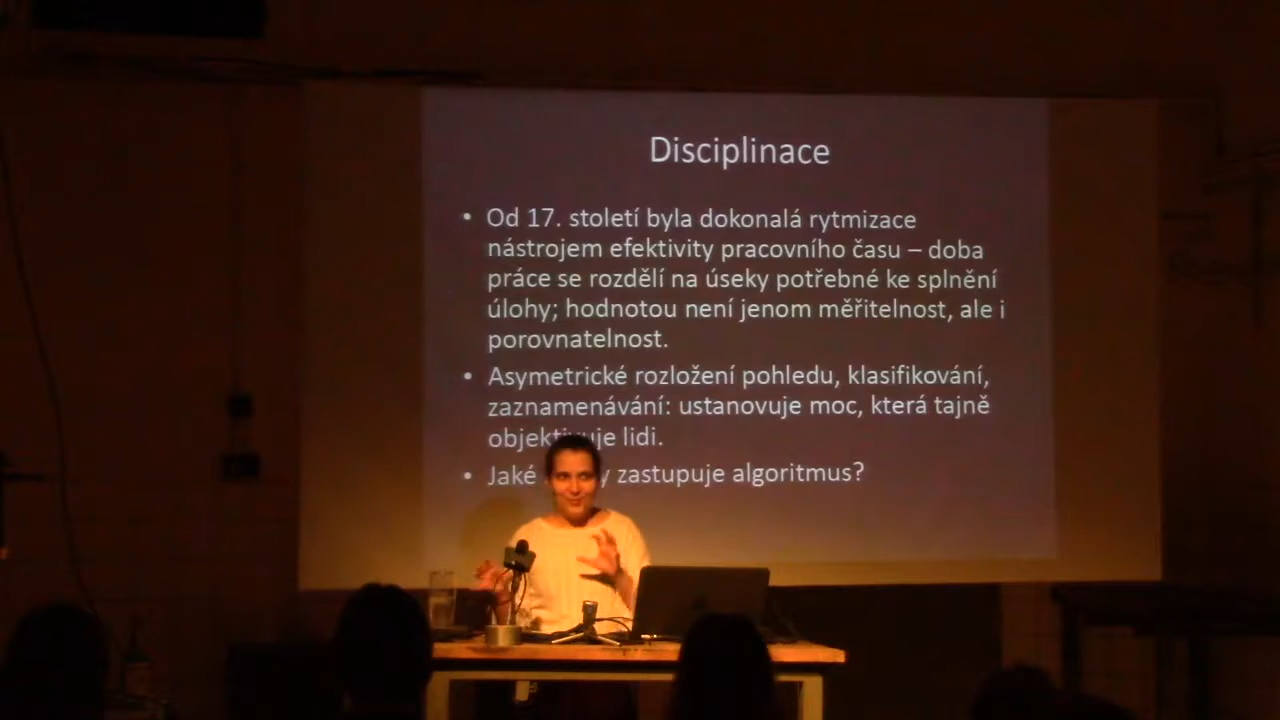 Disciplinace
• Od 17. století byla dokonalá rytmizace
nástrojem efektivity pracovního času – doba
práce se rozdělí na úseky potřebné ke splnění
úlohy; hodnotou není jenom měřitelnost, ale i
porovnatelnost.
• Asymetrické rozložení pohledu, klasifikování,
zaznamenávání: ustanovuje moc, která tajně
objektivuje lidi.
• Jaké zastupuje algoritmus?